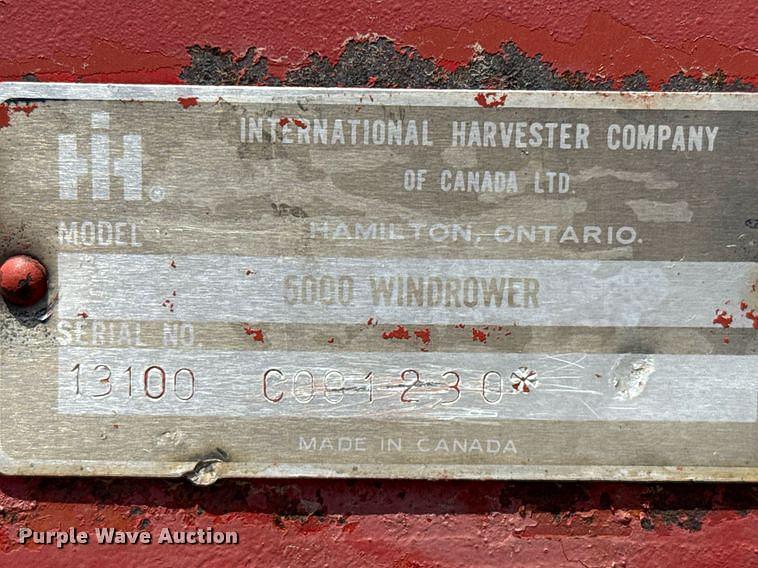 IH®
INTERNATIONAL HARVESTER COMPANY
OF CANADA LTD.
MODEL
HAMILTON, ONTARIO.
5000 WINDROWER
SERIAL NO.
13100 C001230*
MADE IN CANADA
Purple Wave Auction